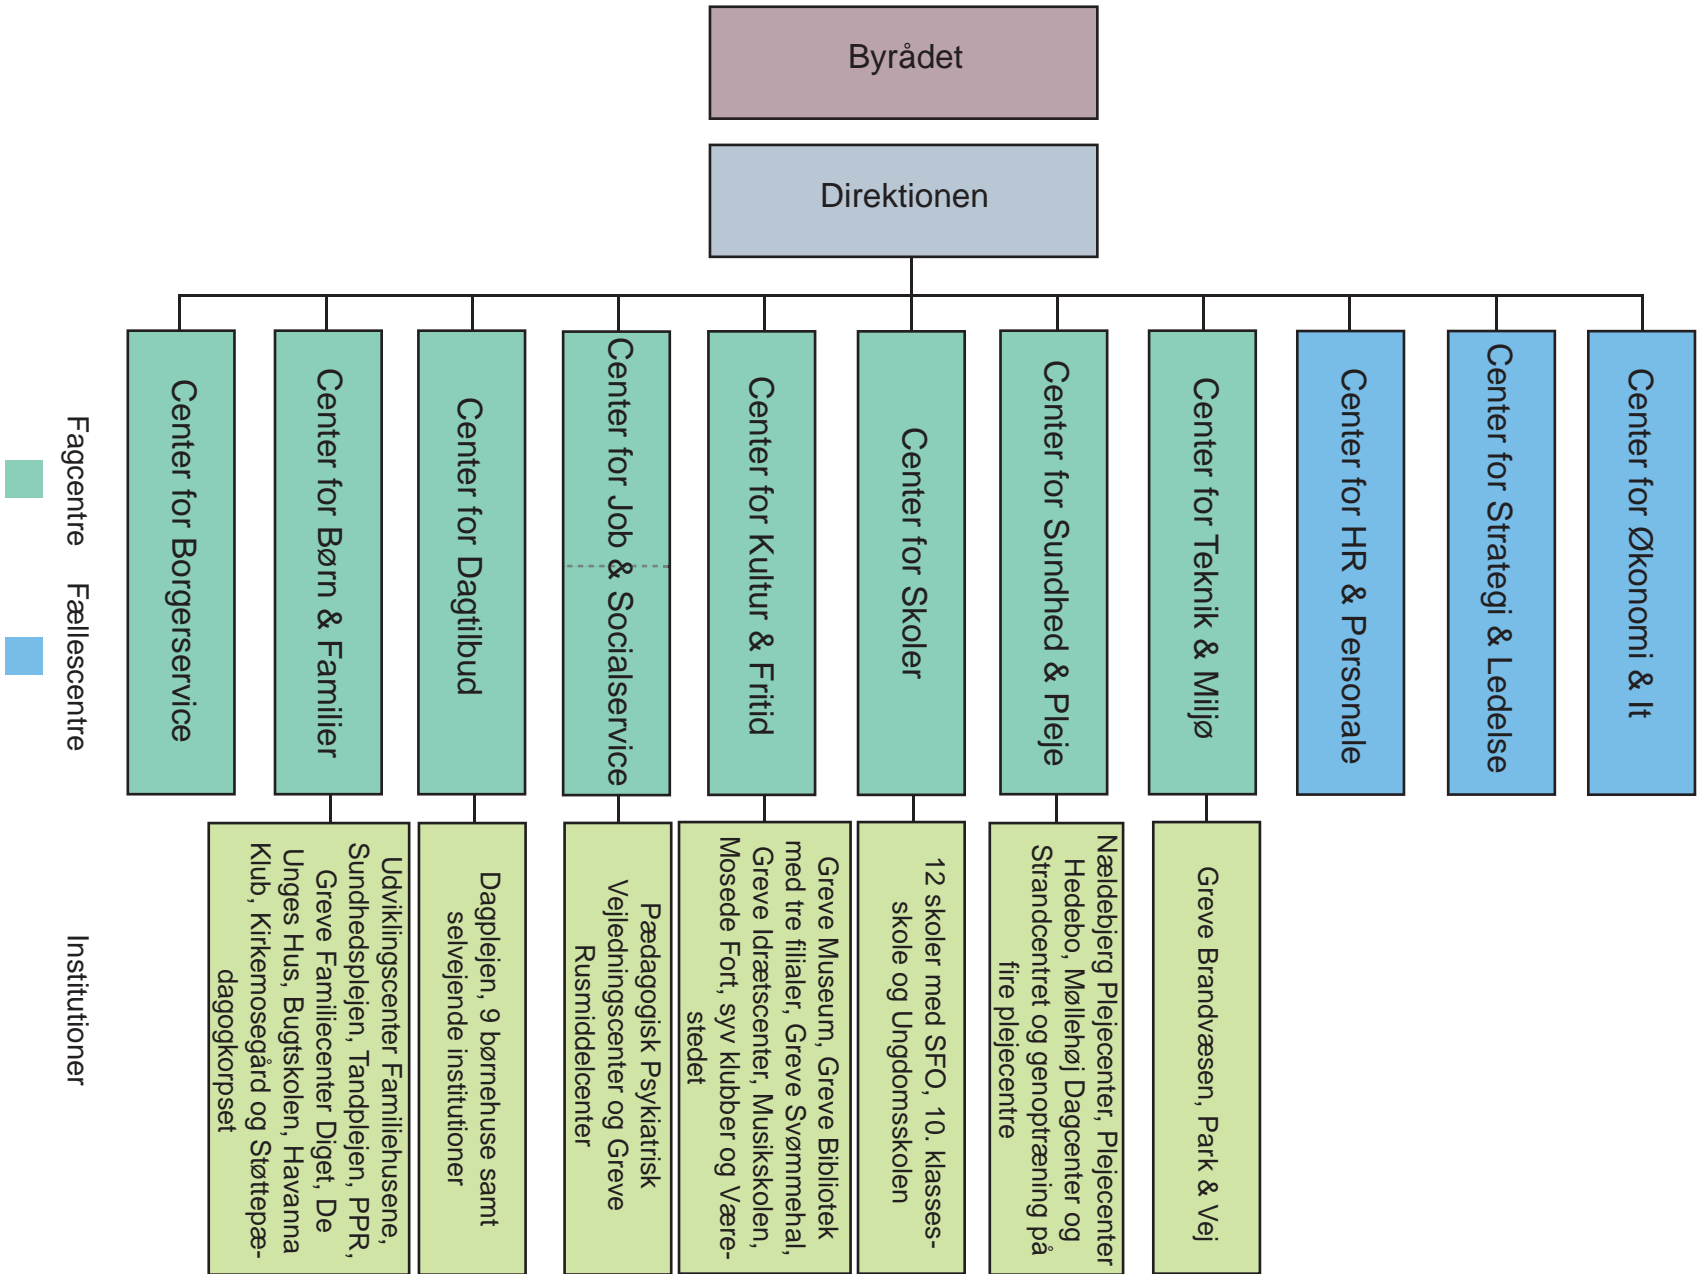 Byrådet
Direktionen
Center for Borgerservice
Center for Børn & Familier
Center for Dagtilbud
Center for Job & Socialservice
Center for Kultur & Fritid
Center for Skoler
Center for Sundhed & Pleje
Center for Teknik & Miljø
Center for HR & Personale
Center for Strategi & Ledelse
Center for Økonomi & It
Udviklingscenter Familiehusene,
Sundhedsplejen, Tandplejen, PPR,
Greve Familiecenter Diget, De
Unges Hus, Bugtskolen, Havanna
Klub, Kirkemosegård og Støttepæ-
dagogkorpset
Dagplejen, 9 børnehuse samt
selvejende institutioner
Pædagogisk Psykiatrisk
Vejledningscenter og Greve
Rusmiddelcenter
Greve Museum, Greve Bibliotek
med tre filialer, Greve Svømmehal,
Greve Idrætscenter, Musikskolen,
Mosede Fort, syv klubber og Være-
stedet
12 skoler med SFO, 10. klasses-
skole og Ungdomsskolen
Nældebjerg Plejecenter, Plejecenter
Hedebo, Møllehøj Dagcenter og
Strandcentret og genoptræning på
fire plejecentre
Greve Brandvæsen, Park & Vej
Fagcentre
Fællescentre
Institutioner